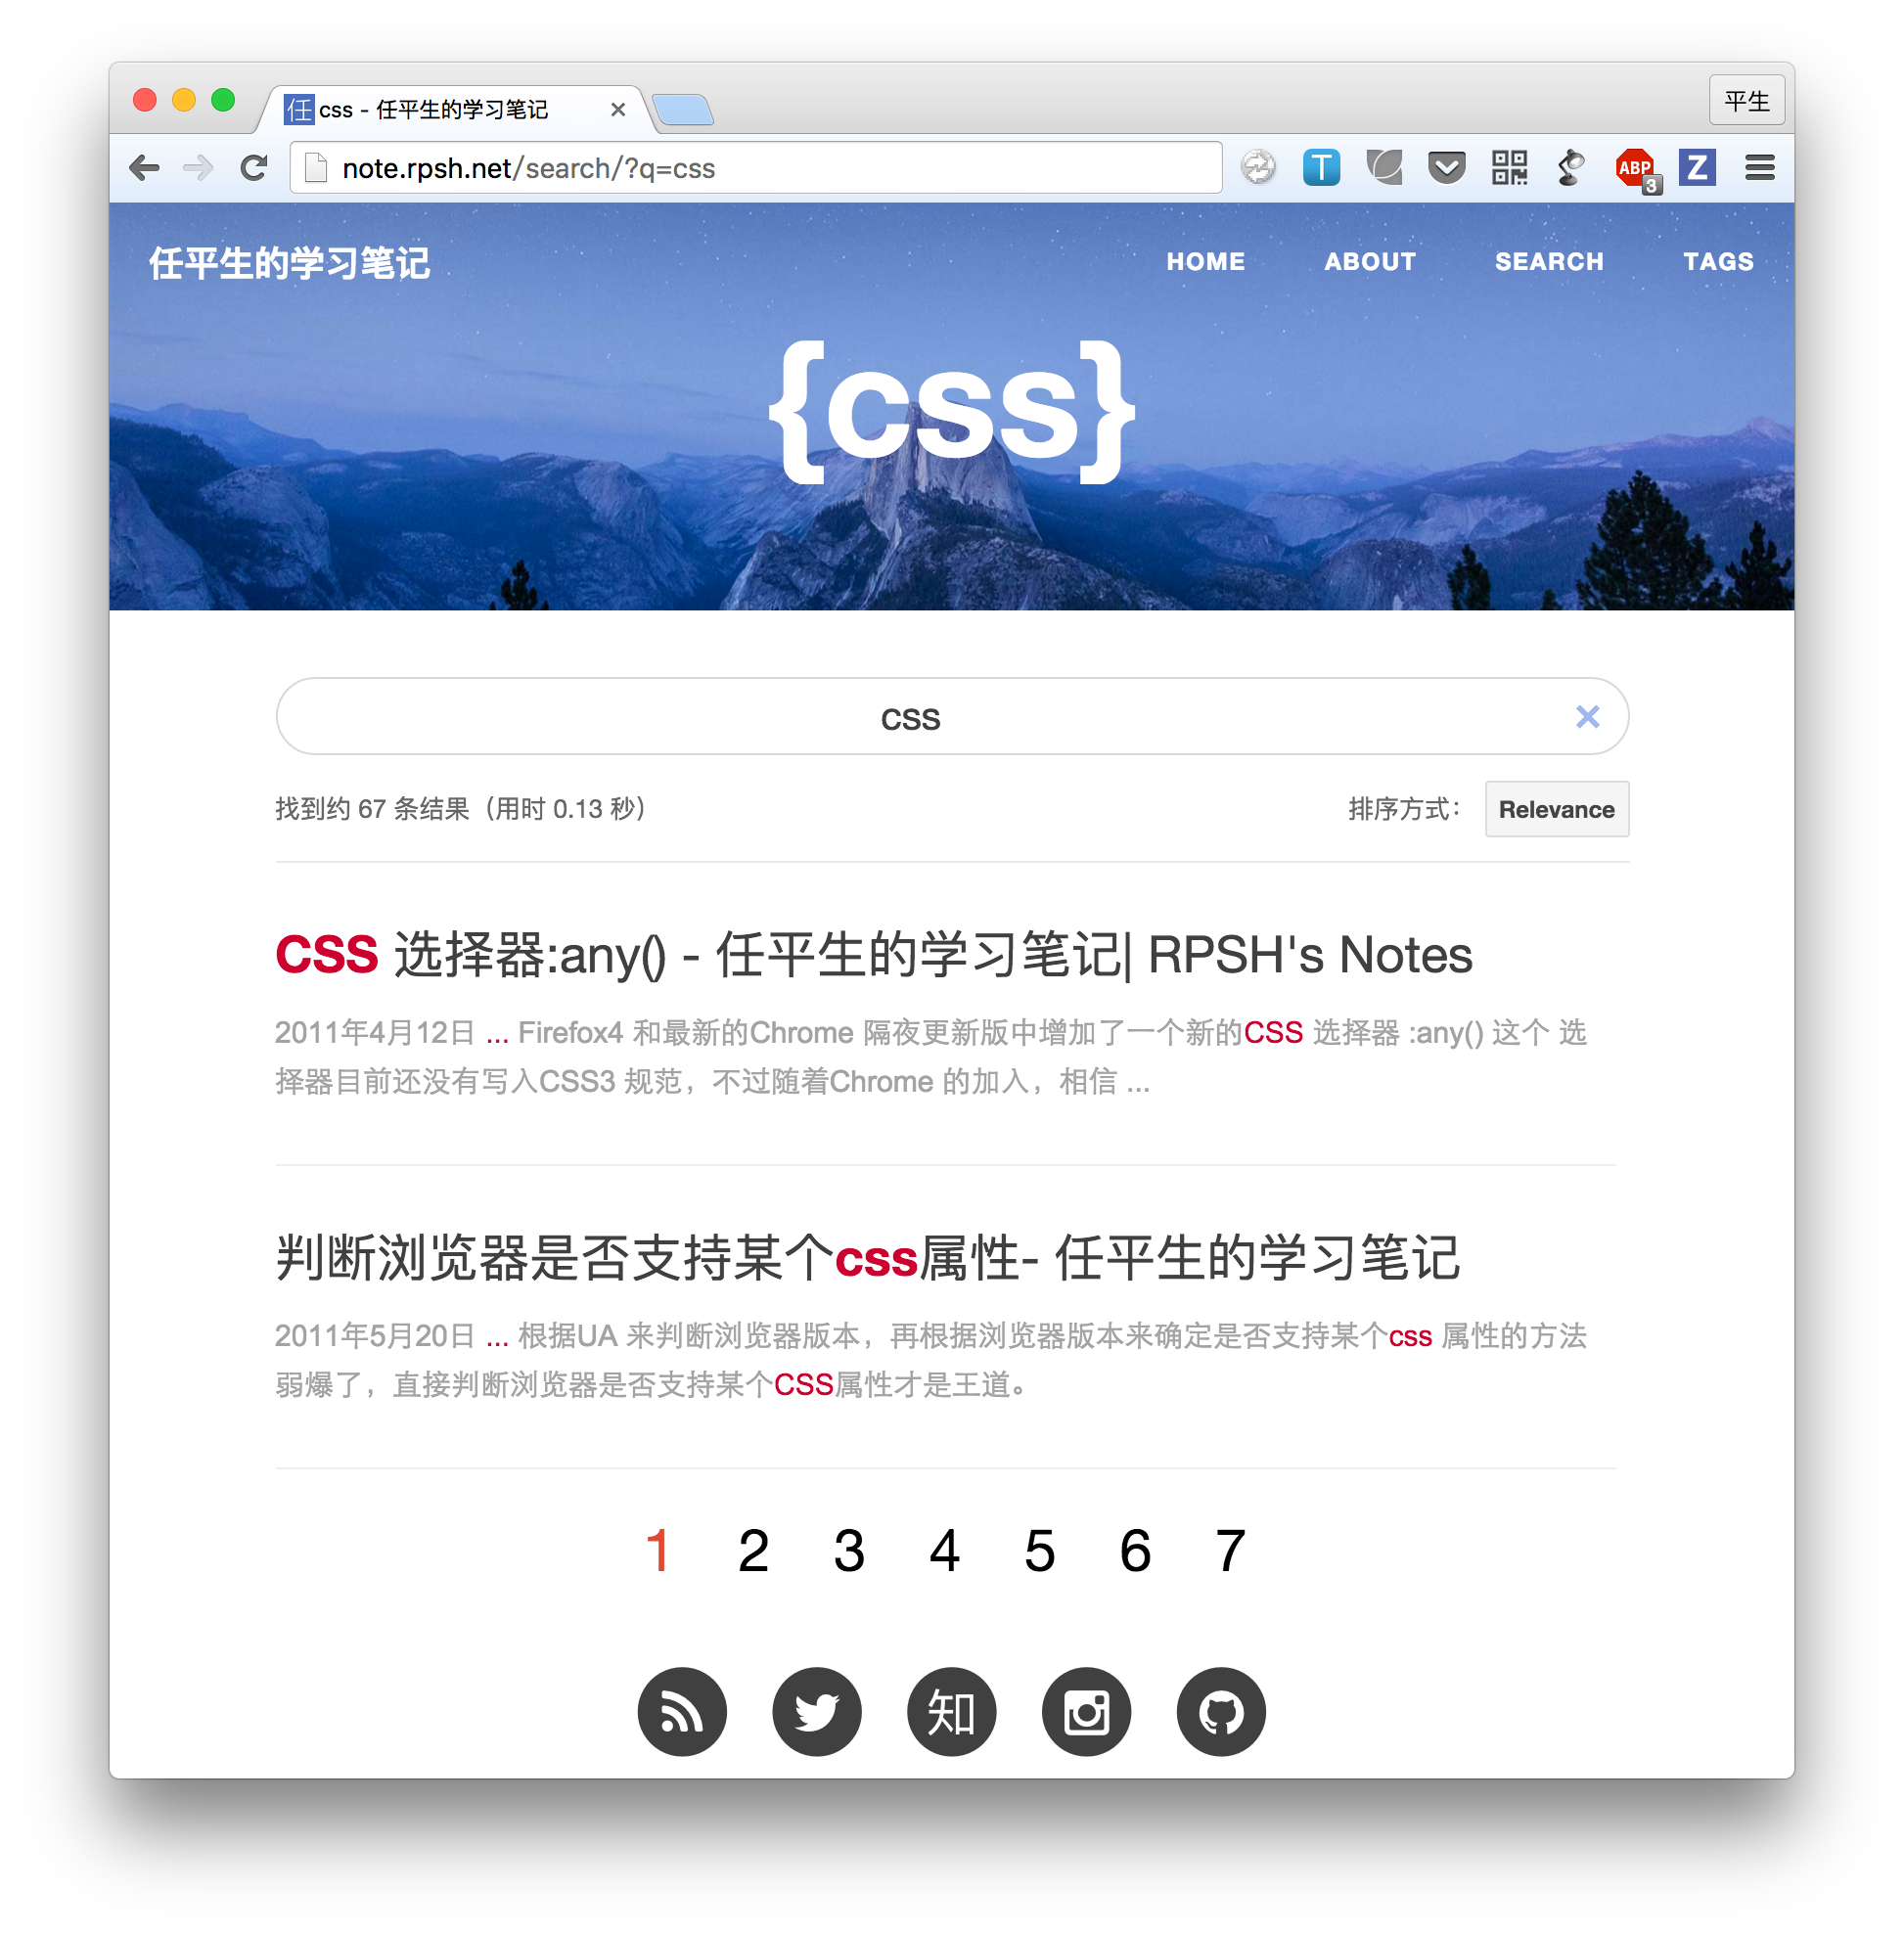 任 css - 任平生的学习笔记
平生
note.rpsh.net/search/?q=css
T
ABP
3
Z
任平生的学习笔记
HOME ABOUT SEARCH TAGS
{css}
css
找到约 67 条结果（用时 0.13 秒）
排序方式： Relevance
CSS 选择器:any() - 任平生的学习笔记| RPSH's Notes
2011年4月12日 ... Firefox4 和最新的Chrome 隔夜更新版中增加了一个新的CSS 选择器 :any() 这个 选
择器目前还没有写入CSS3 规范，不过随着Chrome 的加入，相信 ...
判断浏览器是否支持某个css属性- 任平生的学习笔记
2011年5月20日 ... 根据UA 来判断浏览器版本，再根据浏览器版本来确定是否支持某个css 属性的方法
弱爆了，直接判断浏览器是否支持某个CSS属性才是王道。
1 2 3 4 5 6 7
知